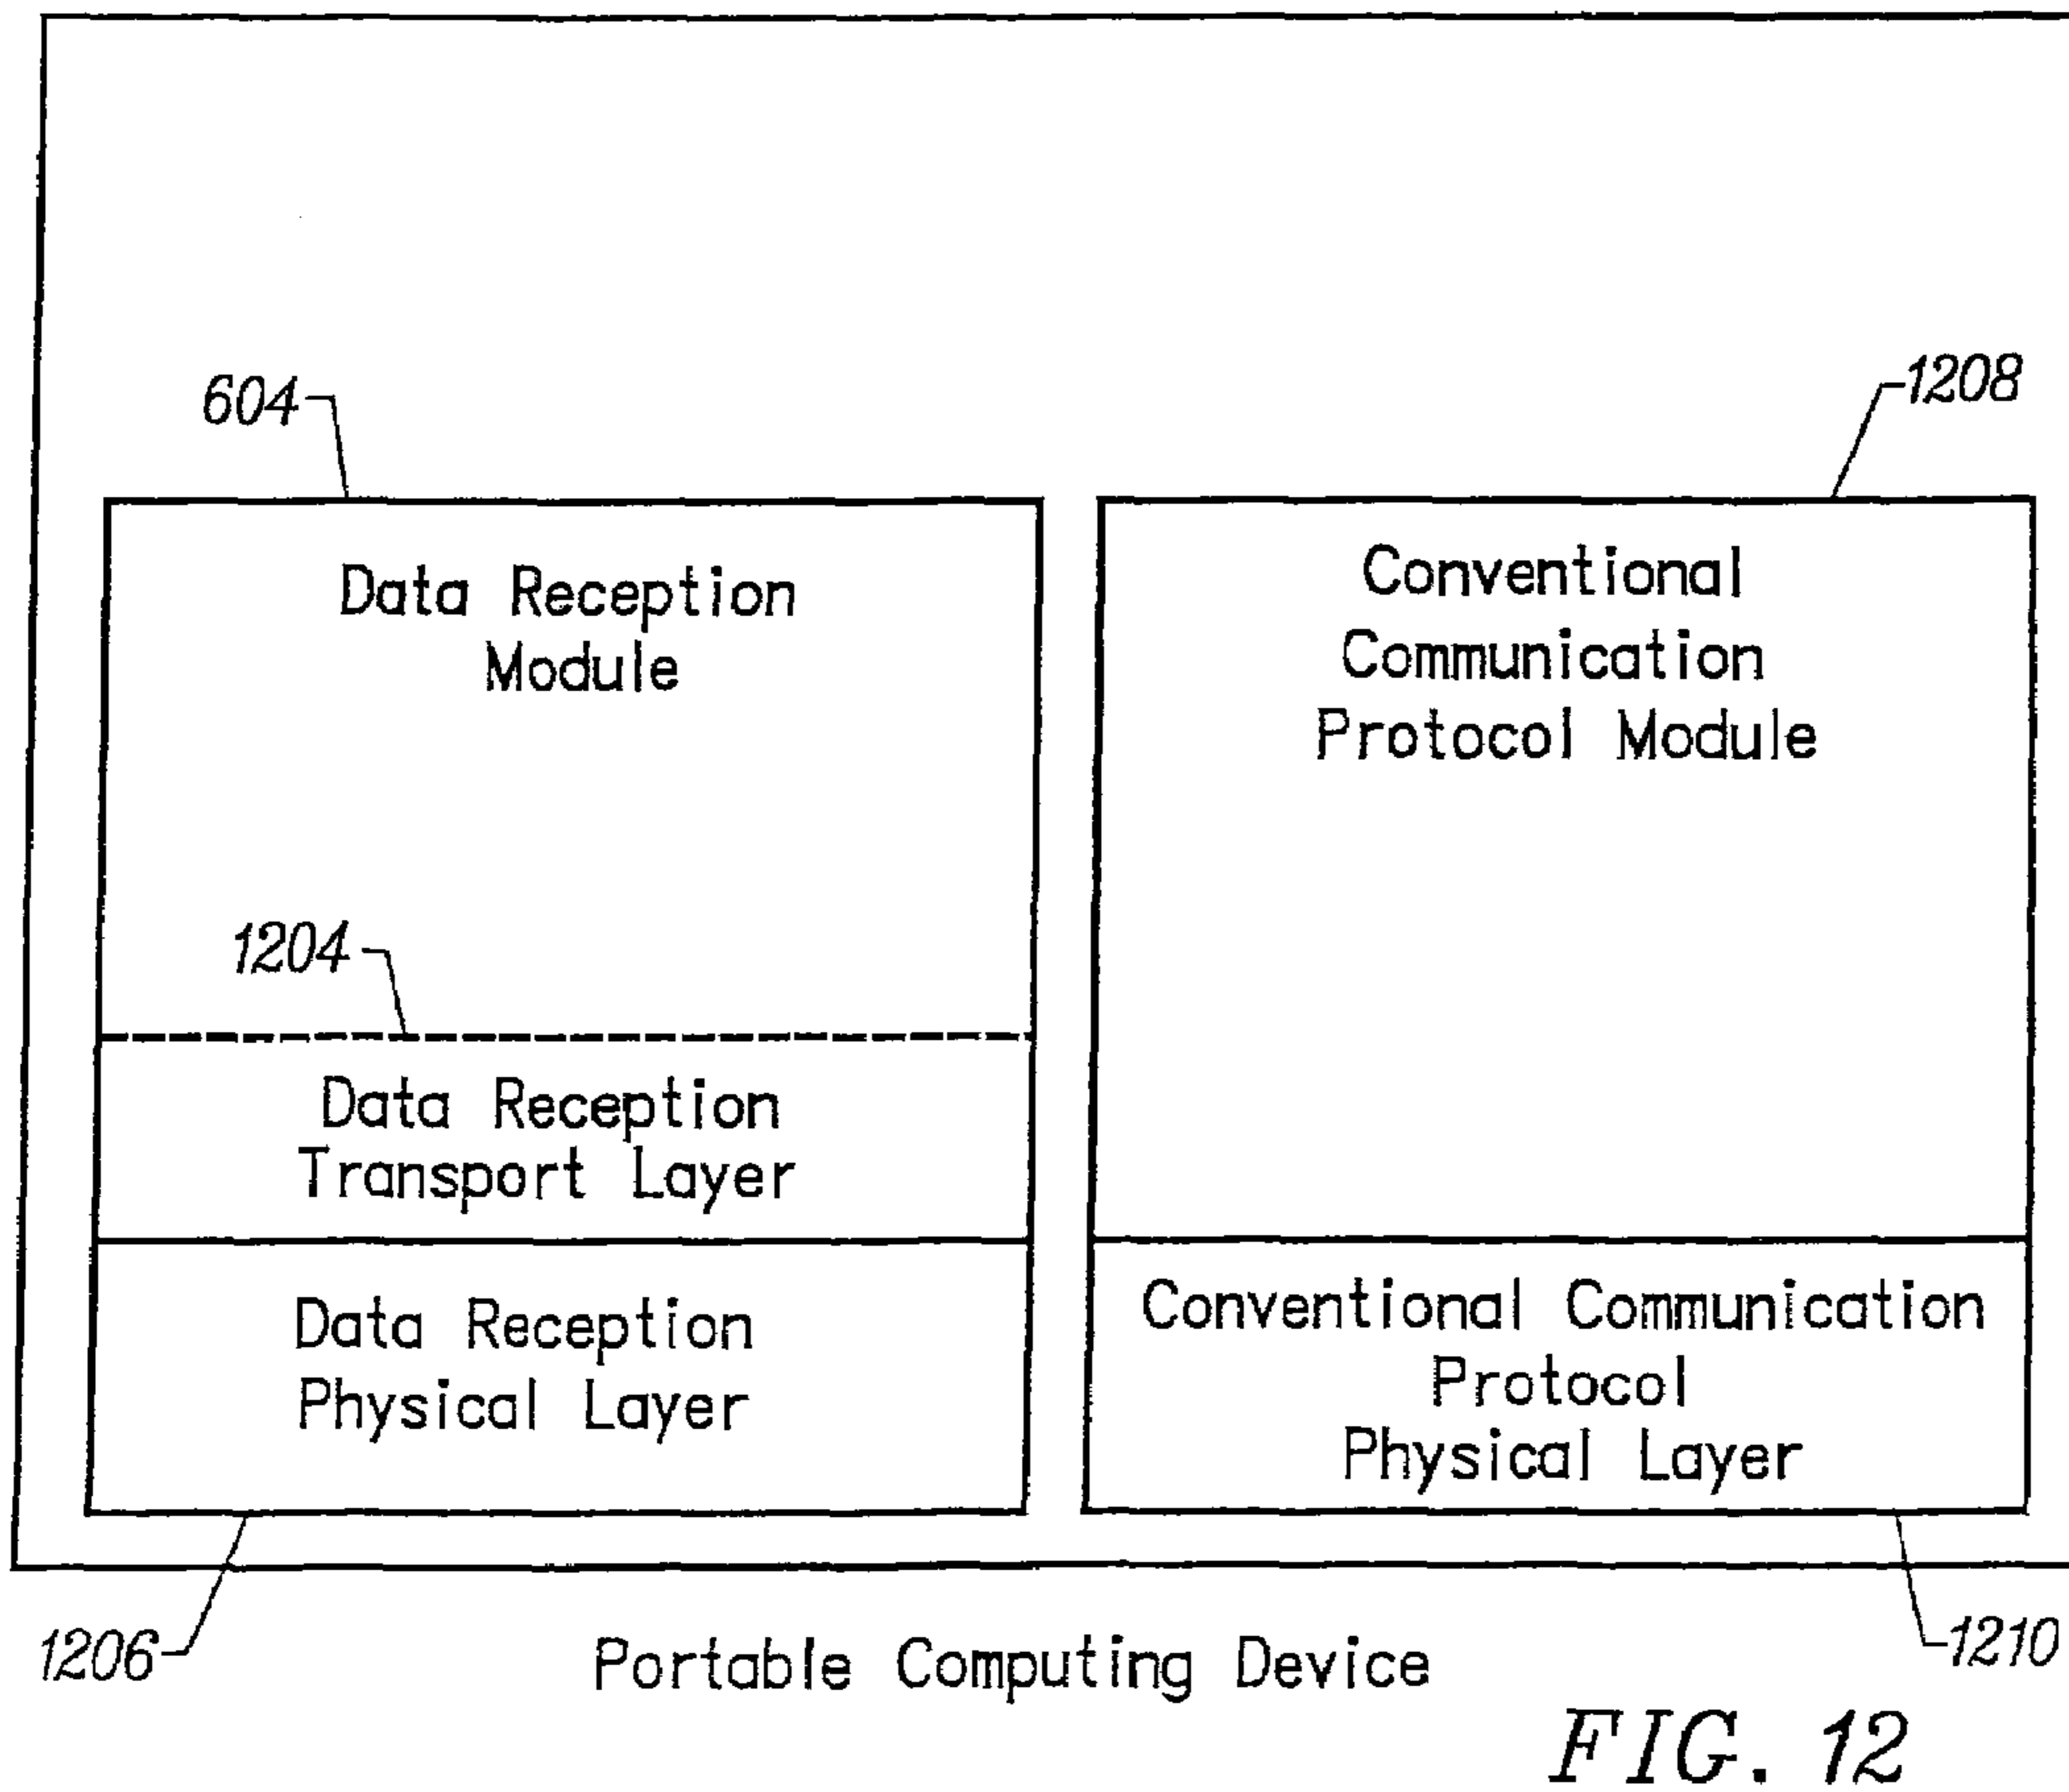 604
1208
Data Reception
Module
Conventional
Communication
Protocol Module
1204
Data Reception
Transport Layer
Data Reception
Physical Layer
Conventional Communication
Protocol
Physical Layer
1206
Portable Computing Device
1210
FIG. 12